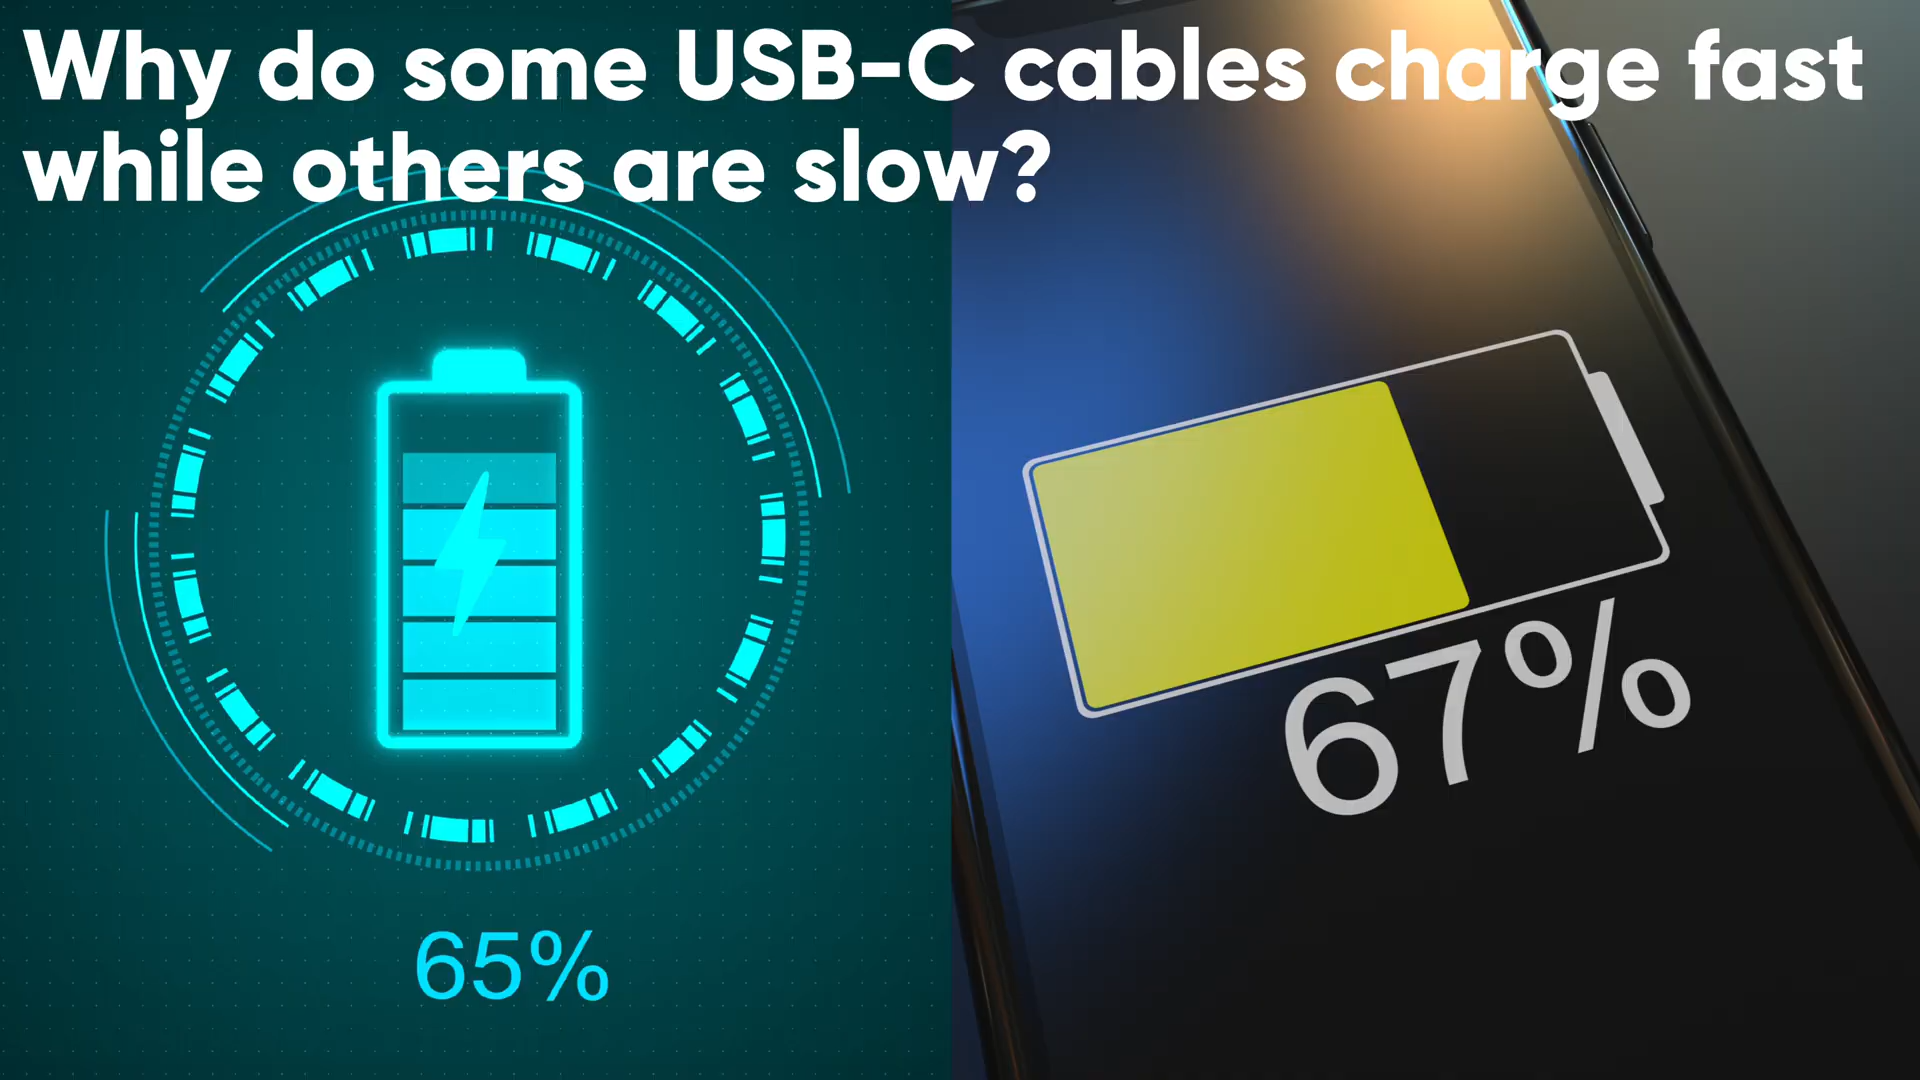 Why do some USB-C cables charge fast
while others are slow?
67%
65%